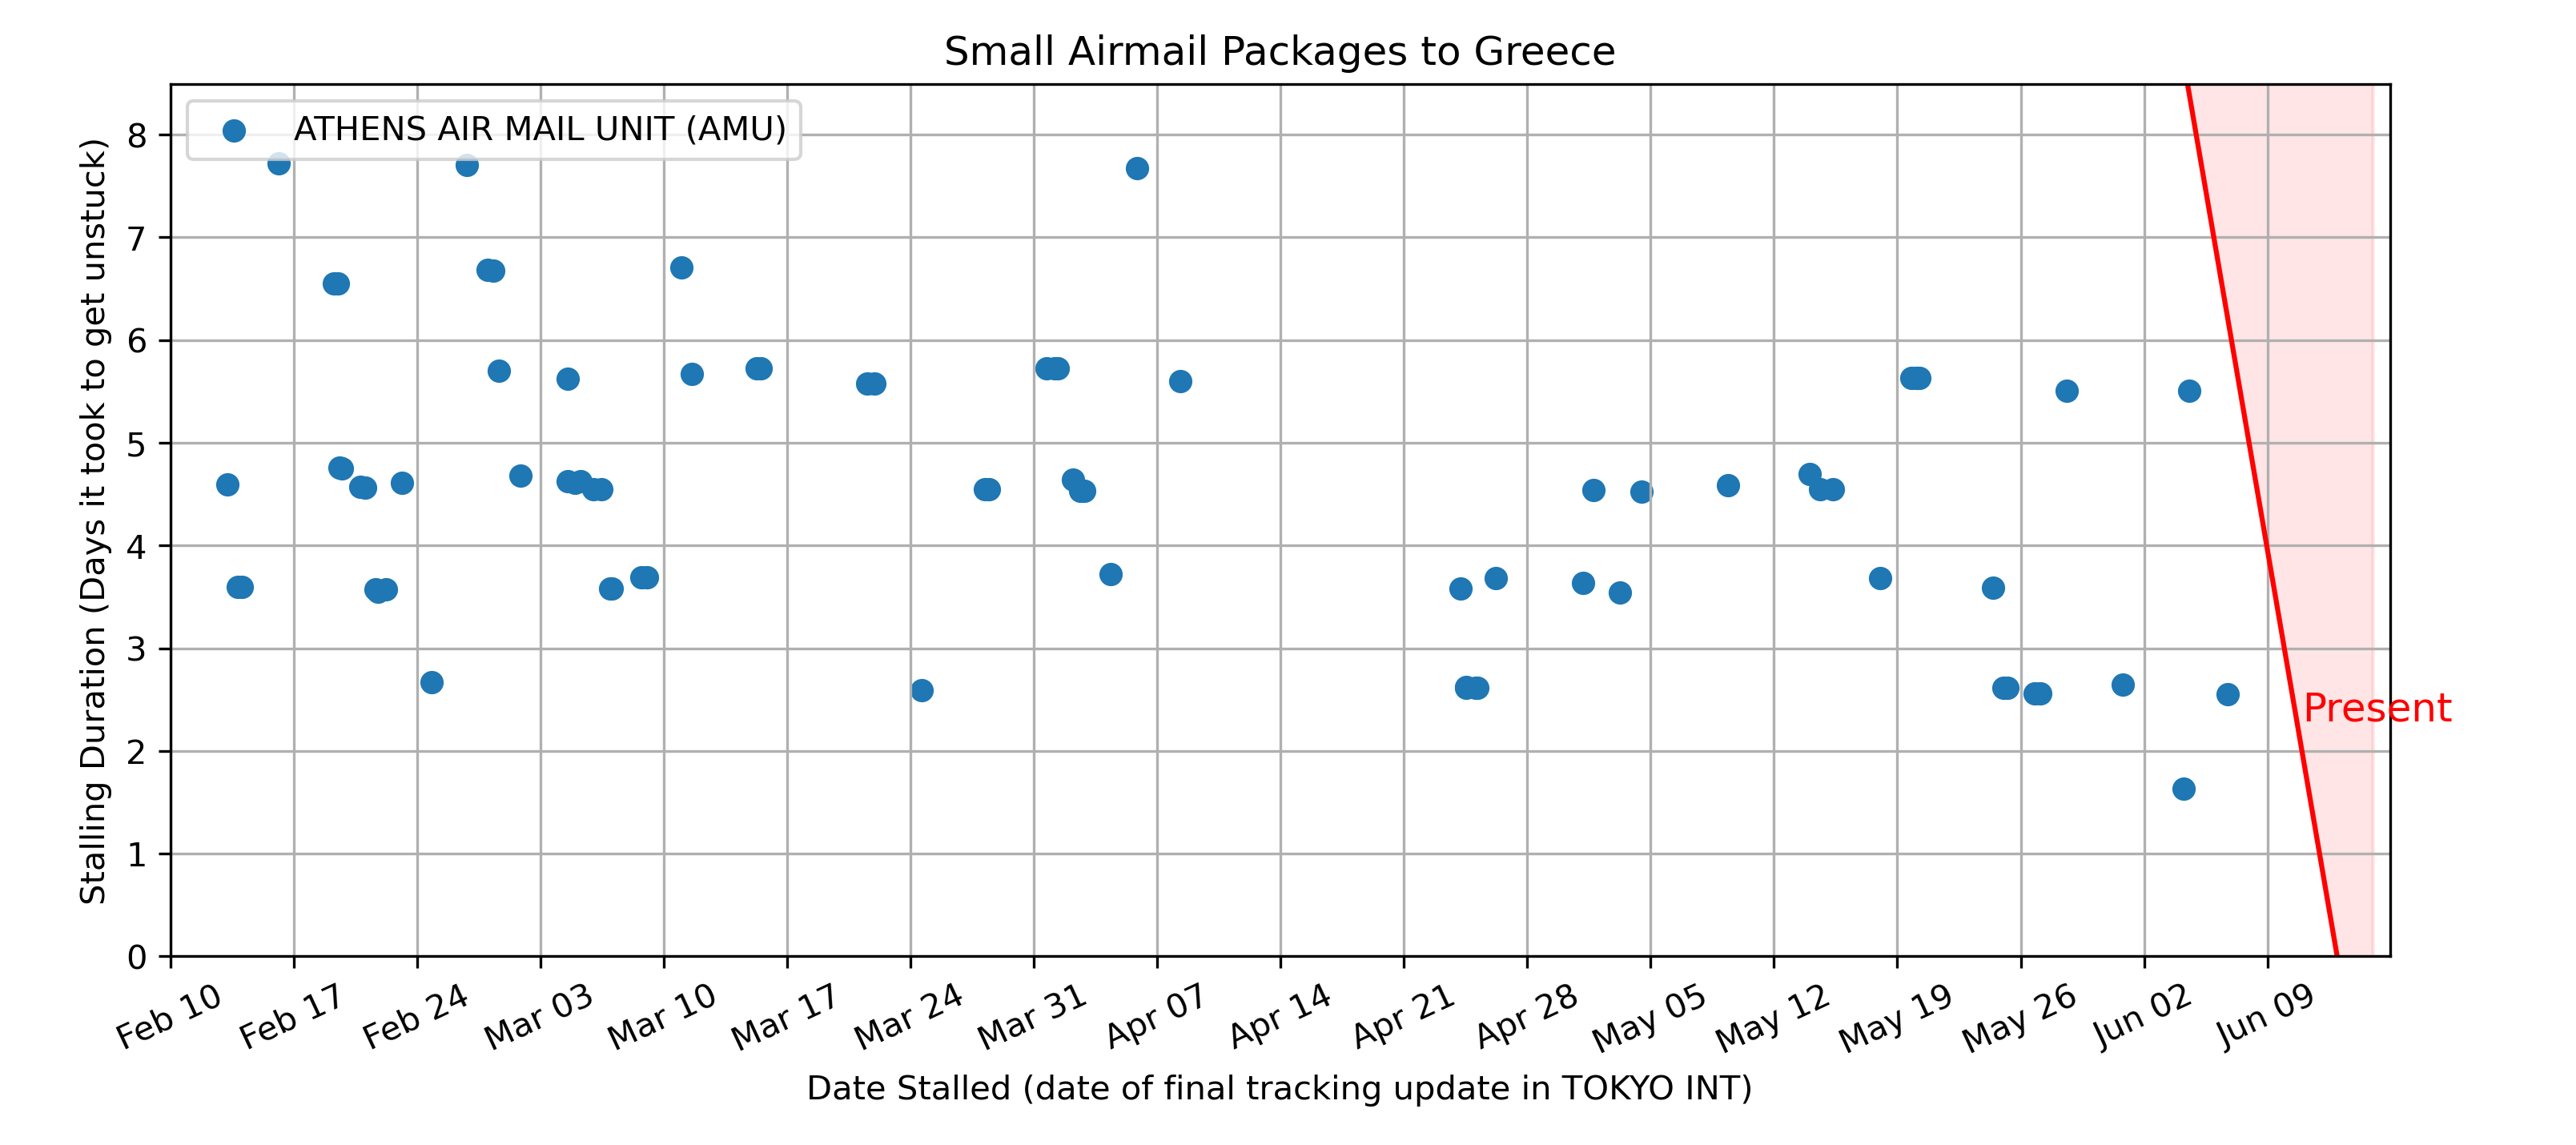 Small Airmail Packages to Greece
ATHENS AIR MAIL UNIT (AMU)
Stalling Duration (Days it took to get unstuck)
8
7
6
5
4
3
2
1
0
Present
Feb 10
Feb 17
Feb 24
Mar 03
Mar 10
Mar 17
Mar 24
Mar 31
Apr 07
Apr 14
Apr 21
Apr 28
May 05
May 12
May 19
May 26
Jun 02
Jun 09
Date Stalled (date of final tracking update in TOKYO INT)